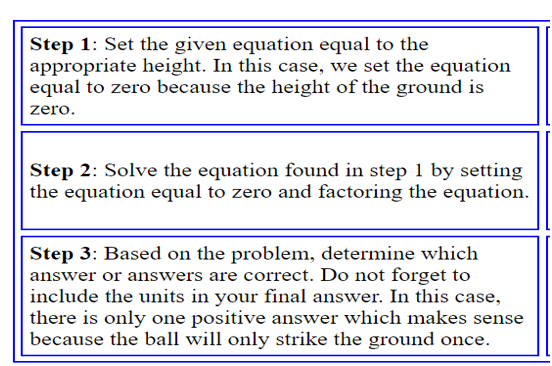 Step 1: Set the given equation equal to the
appropriate height. In this case, we set the equation
equal to zero because the height of the ground is
zero.
Step 2: Solve the equation found in step 1 by setting
the equation equal to zero and factoring the equation.
Step 3: Based on the problem, determine which
answer or answers are correct. Do not forget to
include the units in your final answer. In this case,
there is only one positive answer which makes sense
because the ball will only strike the ground once.